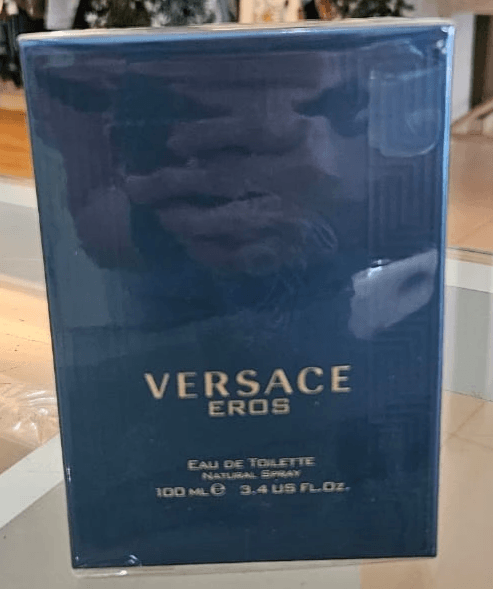 VERSACE
EROS
EAU DE TOILETTE
NATURAL SPRAY
100 ML ℮ 3.4 US FL.OZ.